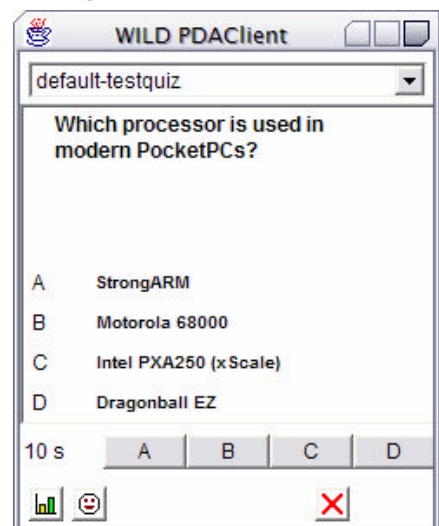 WILD PDAClient
default-testquiz
Which processor is used in
modern PocketPCs?
A StrongARM
B Motorola 68000
C Intel PXA250 (xScale)
D Dragonball EZ
10 s A B C D